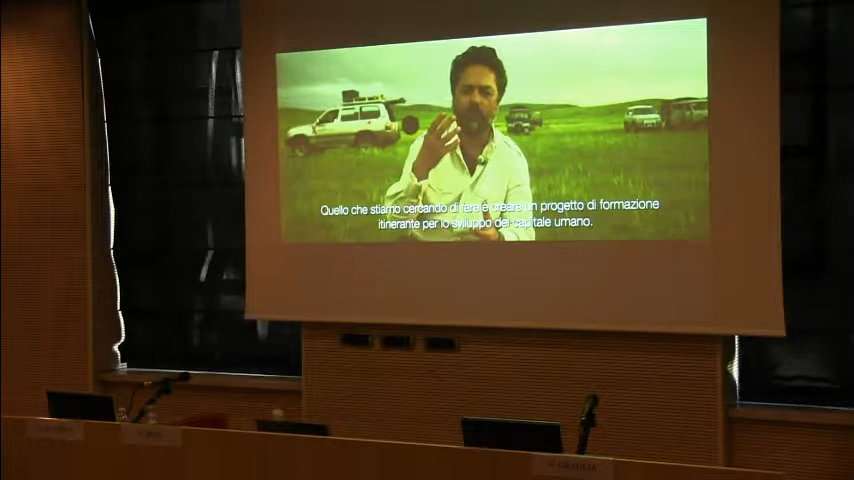 Quello che stiamo cercando di fare è creare un progetto di formazione
itinerante per lo sviluppo del capitale umano.